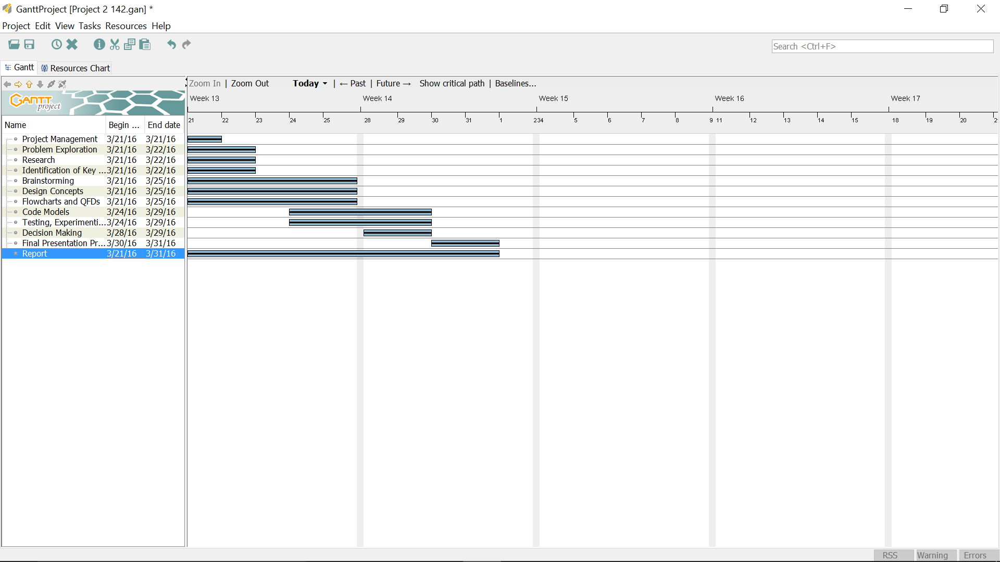 GanttProject [Project 2 142.gan] *
Project Edit View Tasks Resources Help
Search <Ctrl+F>
Gantt Resources Chart
Zoom In | Zoom Out Today | ← Past | Future → Show critical path | Baselines...
GANTT project
Week 13 Week 14 Week 15 Week 16 Week 17
21 22 23 24 25 28 29 30 31 1 234 5 6 7 8 9 11 12 13 14 15 18 19 20
Name Begin ... End date
Project Management 3/21/16 3/21/16
Problem Exploration 3/21/16 3/22/16
Research 3/21/16 3/22/16
Identification of Key ... 3/21/16 3/22/16
Brainstorming 3/21/16 3/25/16
Design Concepts 3/21/16 3/25/16
Flowcharts and QFDs 3/21/16 3/25/16
Code Models 3/24/16 3/29/16
Testing, Experimenti... 3/24/16 3/29/16
Decision Making 3/28/16 3/29/16
Final Presentation Pr... 3/30/16 3/31/16
Report 3/21/16 3/31/16
RSS Warning Errors